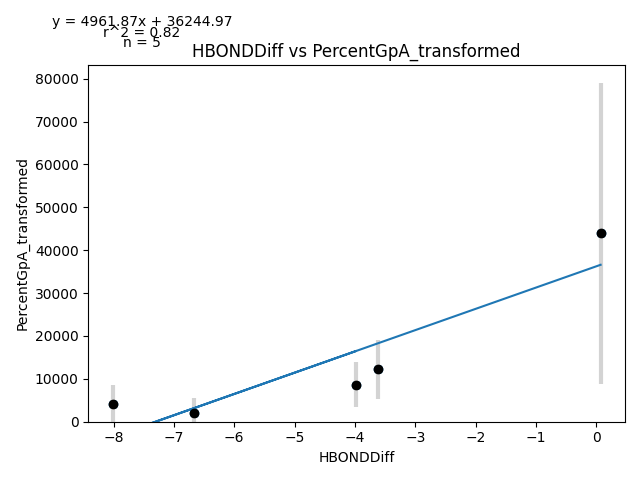 y = 4961.87x + 36244.97
r^2 = 0.82
n = 5
HBONDDiff vs PercentGpA_transformed
80000
70000
60000
50000
40000
30000
20000
10000
0
PercentGpA_transformed
−8 −7 −6 −5 −4 −3 −2 −1 0
HBONDDiff